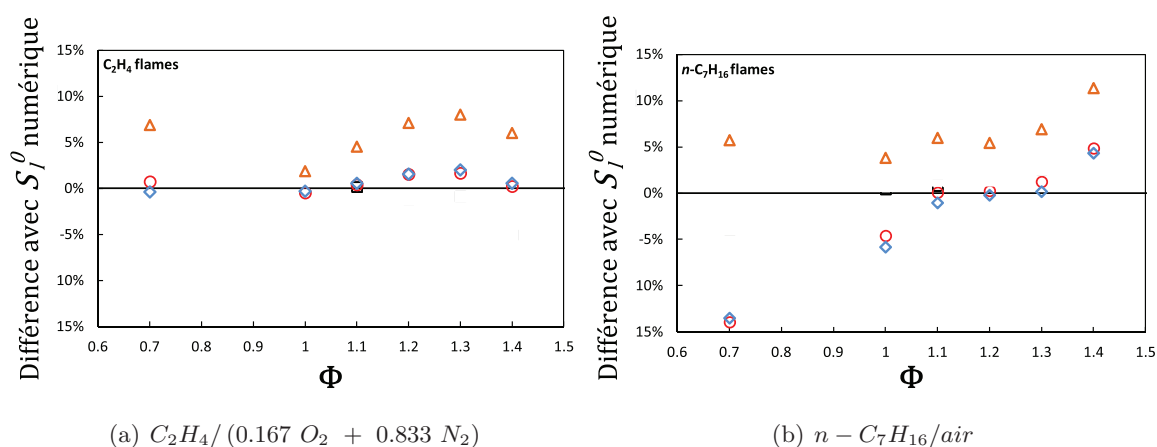 Différence avec S_l^0 numérique
15%
10%
5%
0%
-5%
10%
15%
C₂H₄ flames
0.6 0.7 0.8 0.9 1 1.1 1.2 1.3 1.4 1.5
Φ
(a) C₂H₄/(0.167 O₂ + 0.833 N₂)
Différence avec S_l^0 numérique
15%
10%
5%
0%
-5%
10%
15%
n-C₇H₁₆ flames
0.6 0.7 0.8 0.9 1 1.1 1.2 1.3 1.4 1.5
Φ
(b) n − C₇H₁₆/air